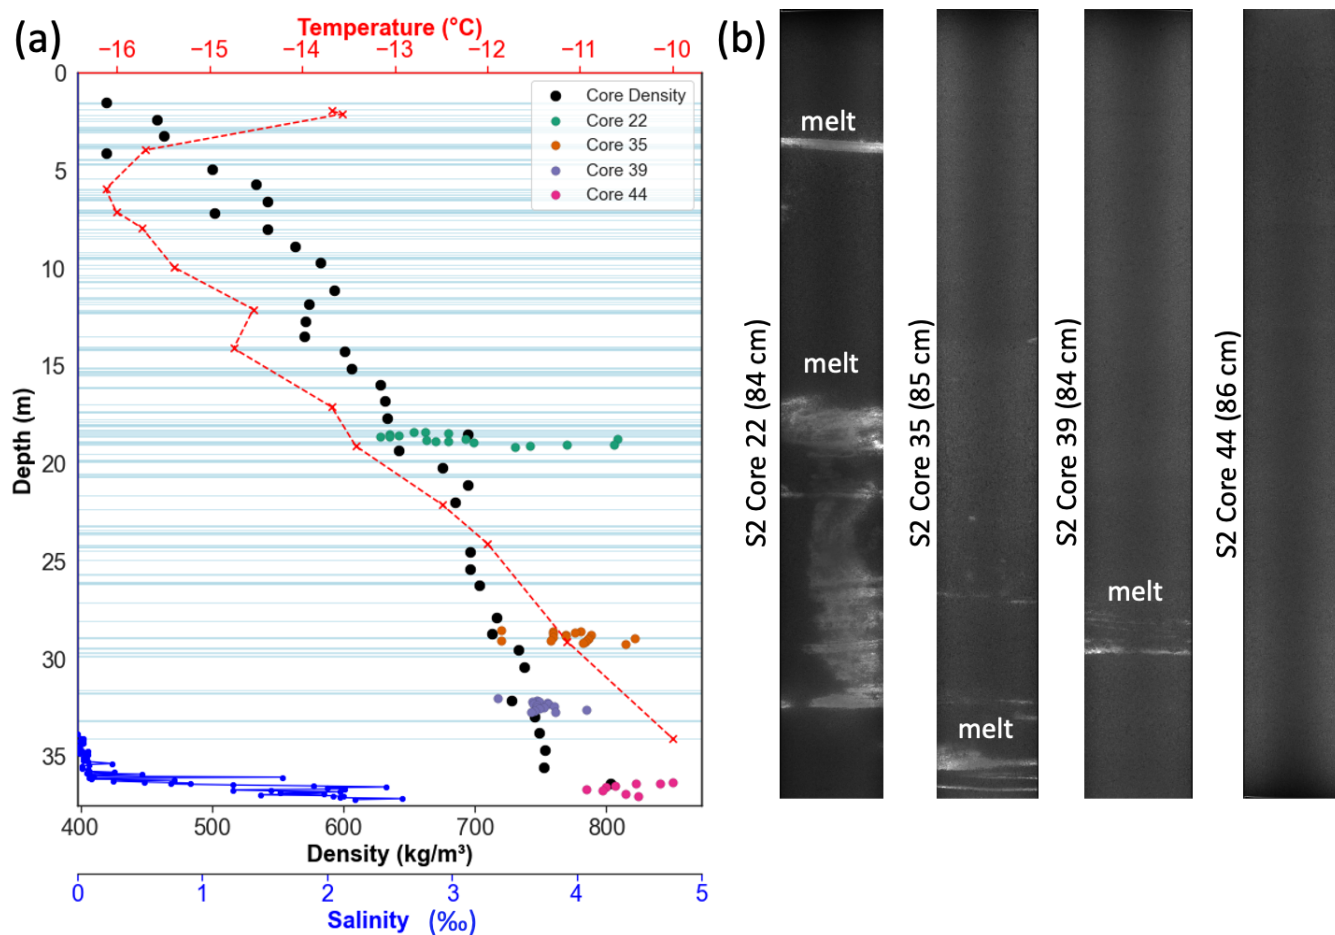 (a)
Temperature (°C)
−16 −15 −14 −13 −12 −11 −10
0
5
10
15
20
25
30
35
Depth (m)
Core Density
Core 22
Core 35
Core 39
Core 44
400 500 600 700 800
Density (kg/m³)
0 1 2 3 4 5
Salinity (‰)
(b)
melt
melt
S2 Core 22 (84 cm)
S2 Core 35 (85 cm)
melt
S2 Core 39 (84 cm)
melt
S2 Core 44 (86 cm)